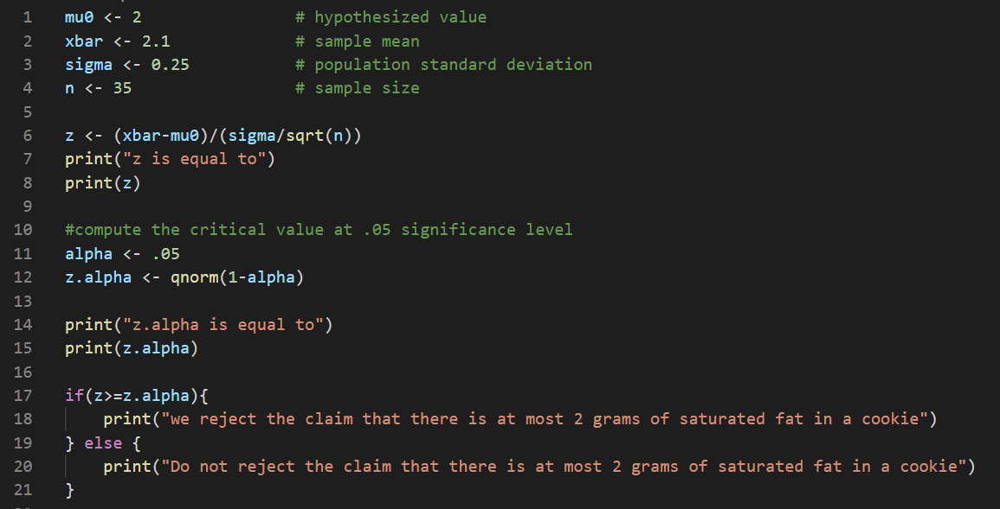 1 mu0 <- 2 # hypothesized value
2 xbar <- 2.1 # sample mean
3 sigma <- 0.25 # population standard deviation
4 n <- 35 # sample size
5
6 z <- (xbar-mu0)/(sigma/sqrt(n))
7 print("z is equal to")
8 print(z)
9
10 #compute the critical value at .05 significance level
11 alpha <- .05
12 z.alpha <- qnorm(1-alpha)
13
14 print("z.alpha is equal to")
15 print(z.alpha)
16
17 if(z>=z.alpha){
18 print("we reject the claim that there is at most 2 grams of saturated fat in a cookie")
19 } else {
20 print("Do not reject the claim that there is at most 2 grams of saturated fat in a cookie")
21 }